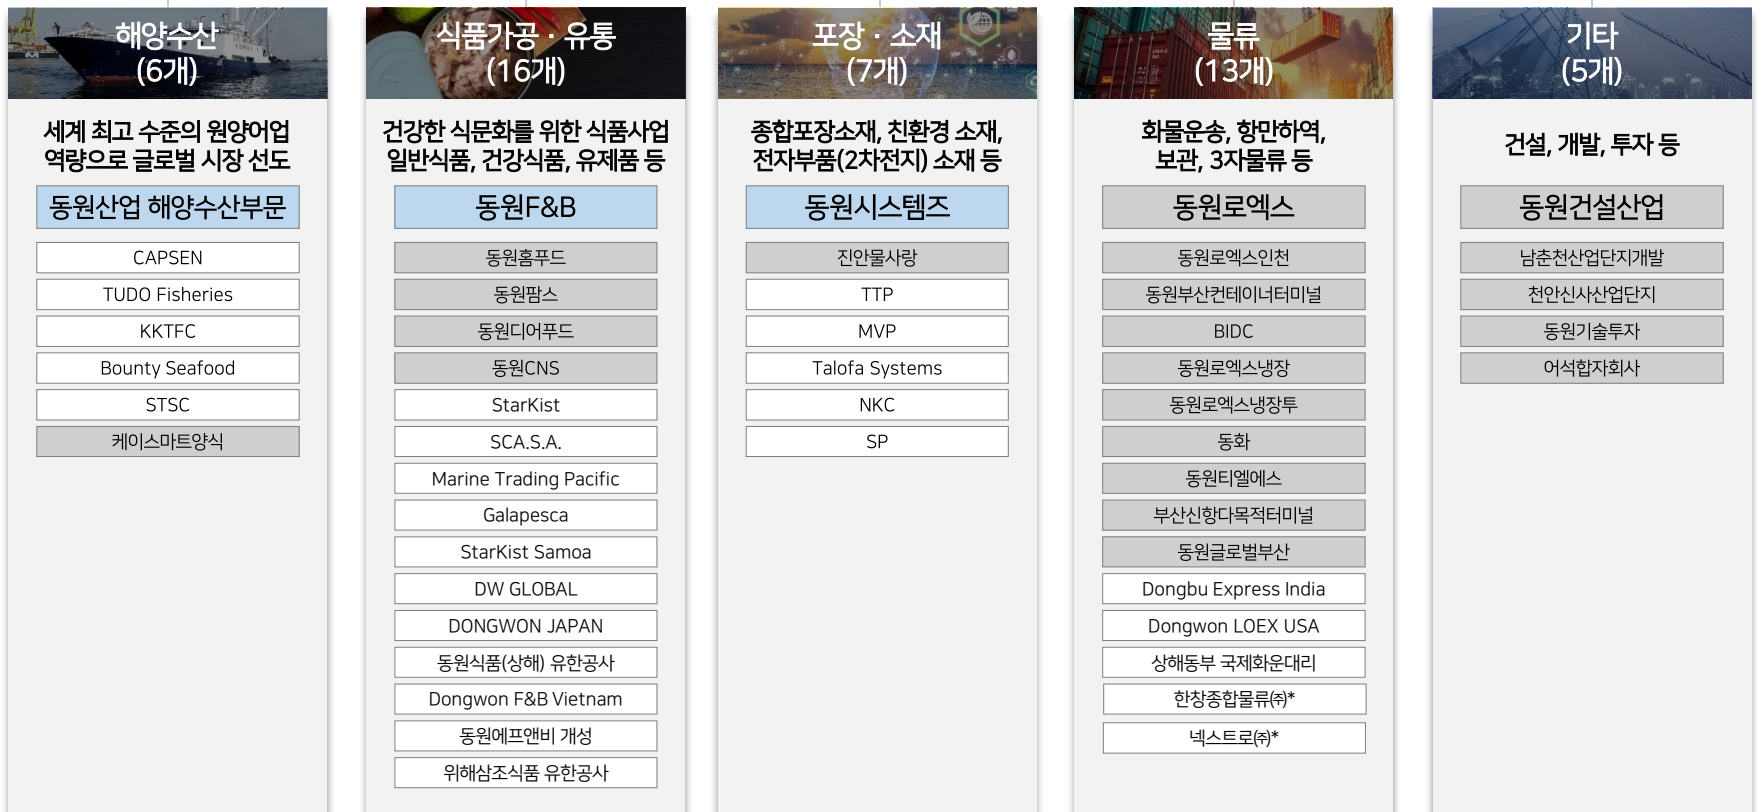 해양수산
(6개)
세계 최고 수준의 원양어업
역량으로 글로벌 시장 선도
동원산업 해양수산부문
CAPSEN
TUDO Fisheries
KKTFC
Bounty Seafood
STSC
케이스마트양식
식품가공 · 유통
(16개)
건강한 식문화를 위한 식품사업
일반식품, 건강식품, 유제품 등
동원F&B
동원홈푸드
동원팜스
동원디어푸드
동원CNS
StarKist
SCA.S.A.
Marine Trading Pacific
Galapesca
StarKist Samoa
DW GLOBAL
DONGWON JAPAN
동원식품(상해) 유한공사
Dongwon F&B Vietnam
동원에프앤비 개성
위해삼조식품 유한공사
포장 · 소재
(7개)
종합포장소재, 친환경 소재,
전자부품(2차전지) 소재 등
동원시스템즈
진안물사랑
TTP
MVP
Talofa Systems
NKC
SP
물류
(13개)
화물운송, 항만하역,
보관, 3자물류 등
동원로엑스
동원로엑스인천
동원부산컨테이너터미널
BIDC
동원로엑스냉장
동원로엑스냉장투
동화
동원티엘에스
부산신항다목적터미널
동원글로벌부산
Dongbu Express India
Dongwon LOEX USA
상해동부 국제화운대리
한창종합물류㈜*
넥스트로㈜*
기타
(5개)
건설, 개발, 투자 등
동원건설산업
남춘천산업단지개발
천안신사산업단지
동원기술투자
어석합자회사